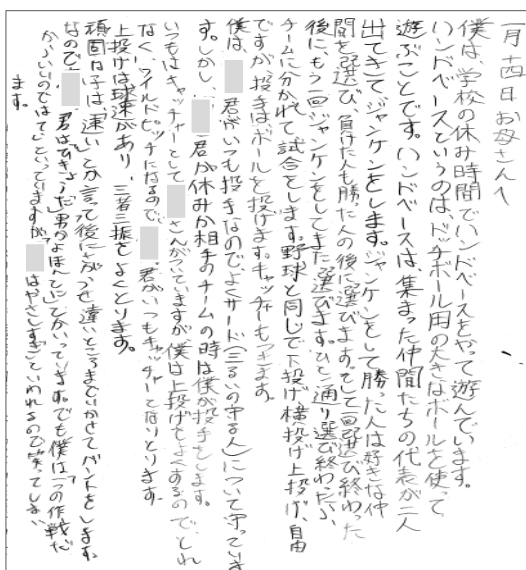 一月十四日お母さんへ
僕は、学校の休み時間でハンドベースをやって遊んでいます。
ハンドベースというのは、ドッチボール用の大きなボールを使って
遊ぶことです。ハンドベースは、集まった仲間たちの代表が二人
出てきてジャンケンをします。ジャンケンをして勝った人は好きな仲
間を選び、負けた人も勝った人の後に選びます。そして一回選び終わった
後に、もう一回ジャンケンをしてまた選びます。ひと通り選び終わったら、
チームに分かれて試合をします。野球と同じで下投げ、横投げ、上投げ、自由
ですが投手はボールを投げます。キャッチャーもできます。
僕は、君がいつも投手なので、よくサード(三るいの守る人)について守っていま
す。しかし、君が休みか相手のチームの時は僕が投手をします。
いつもはキャッチャーとしてさんがいていますが僕は上投げをよくするので、とれ
なくワイルドピッチになるので、君がいつもキャッチャーとなりとります。
上投げは球速があり、三者三振をよくとります。
頑固な子は「速い」とか言って後にさがらせ遠いところまでいかせてバントをします。
なので、君は「ひきょうだ」男かよほんとにとかいっています。でも僕は「一つの作戦だ
からいいのでは」といっていますが「はやさしすぎ」といわれるので笑ってしまい
ます。